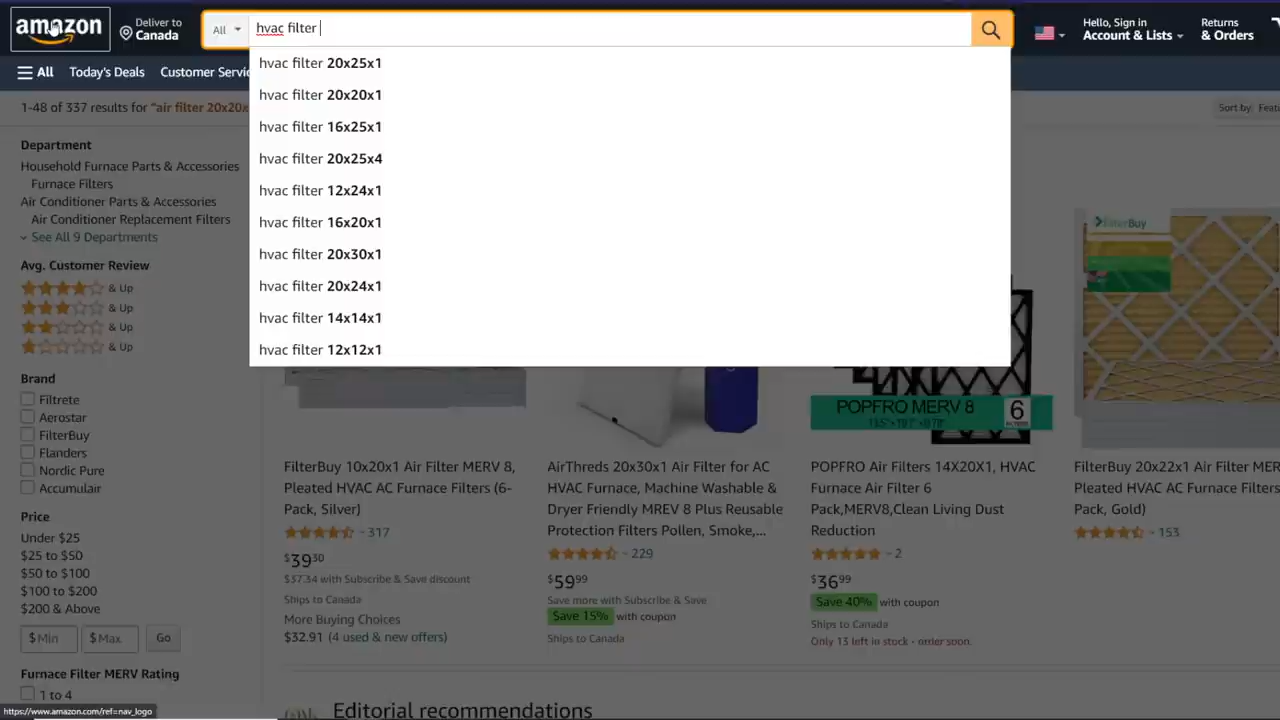 amazon
Deliver to
Canada
All
hvac filter
Hello, Sign in
Account & Lists
Returns
& Orders
All
Today's Deals
Customer Servi
hvac filter 20x25x1
hvac filter 20x20x1
hvac filter 16x25x1
hvac filter 20x25x4
hvac filter 12x24x1
hvac filter 16x20x1
hvac filter 20x30x1
hvac filter 20x24x1
hvac filter 14x14x1
hvac filter 12x12x1
1-48 of 337 results for "air filter 20x20x
Sort by: Feat
Department
Household Furnace Parts & Accessories
Furnace Filters
Air Conditioner Parts & Accessories
Air Conditioner Replacement Filters
See All 9 Departments
Avg. Customer Review
& Up
& Up
& Up
& Up
Brand
Filtrete
Aerostar
FilterBuy
Flanders
Nordic Pure
Accumulair
Price
Under $25
$25 to $50
$50 to $100
$100 to $200
$200 & Above
$ Min
$ Max
Go
Furnace Filter MERV Rating
1 to 4
https://www.amazon.com/ref=nav_logo
FilterBuy 10x20x1 Air Filter MERV 8,
Pleated HVAC AC Furnace Filters (6-
Pack, Silver)
317
$39.30
$37.34 with Subscribe & Save discount
Ships to Canada
More Buying Choices
$32.91 (4 used & new offers)
AirThreds 20x30x1 Air Filter for AC
HVAC Furnace, Machine Washable &
Dryer Friendly MREV 8 Plus Reusable
Protection Filters Pollen, Smoke,...
229
$59.99
Save more with Subscribe & Save
Save 15% with coupon
Ships to Canada
POPFRO MERV 8
6
POPFRO Air Filters 14X20X1, HVAC
Furnace Air Filter 6
Pack,MERV8,Clean Living Dust
Reduction
2
$36.99
Save 40% with coupon
Ships to Canada
Only 13 left in stock - order soon.
FilterBuy
FilterBuy 20x22x1 Air Filter MER
Pleated HVAC AC Furnace Filters
Pack, Gold)
153
Editorial recommendations